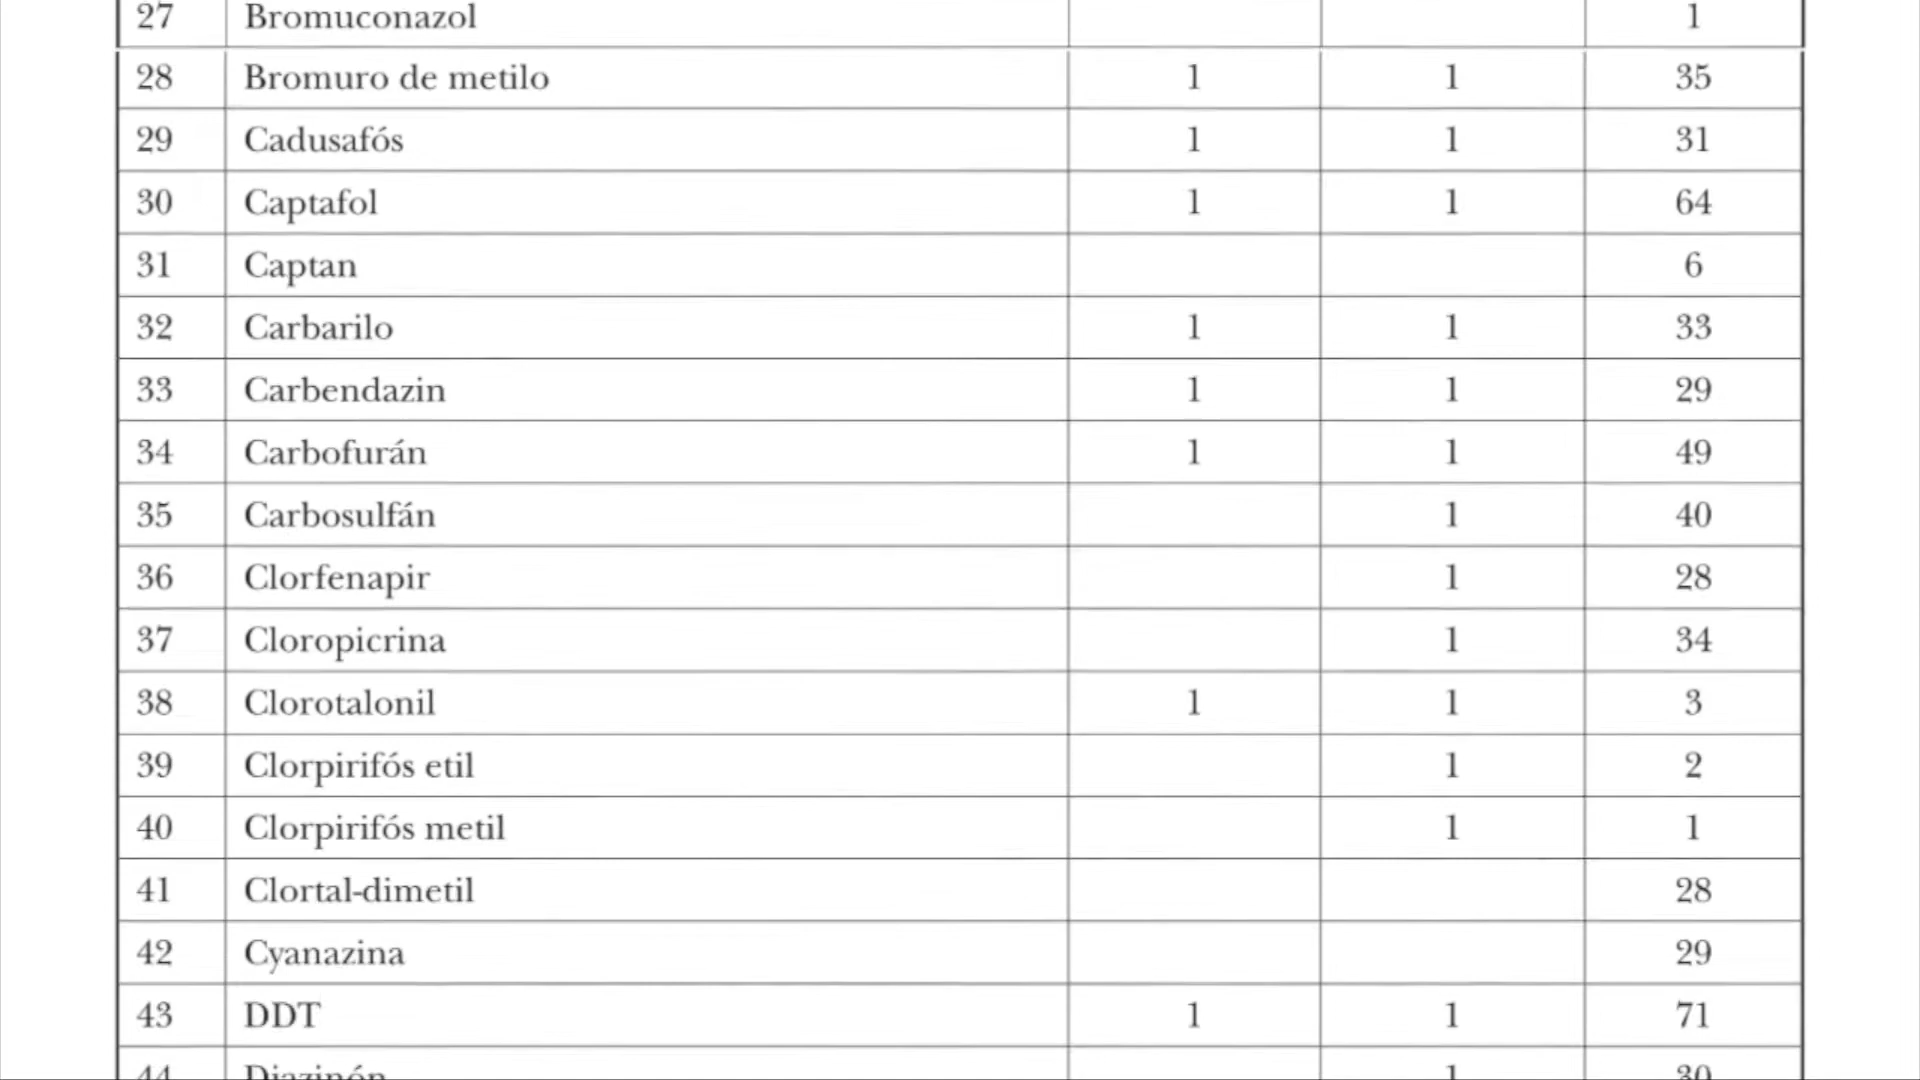 27 Bromuconazol 1
28 Bromuro de metilo 1 1 35
29 Cadusafós 1 1 31
30 Captafol 1 1 64
31 Captan 6
32 Carbarilo 1 1 33
33 Carbendazin 1 1 29
34 Carbofurán 1 1 49
35 Carbosulfán 1 40
36 Clorfenapir 1 28
37 Cloropicrina 1 34
38 Clorotalonil 1 1 3
39 Clorpirifós etil 1 2
40 Clorpirifós metil 1 1
41 Clortal-dimetil 28
42 Cyanazina 29
43 DDT 1 1 71
44 Diazinón 1 30